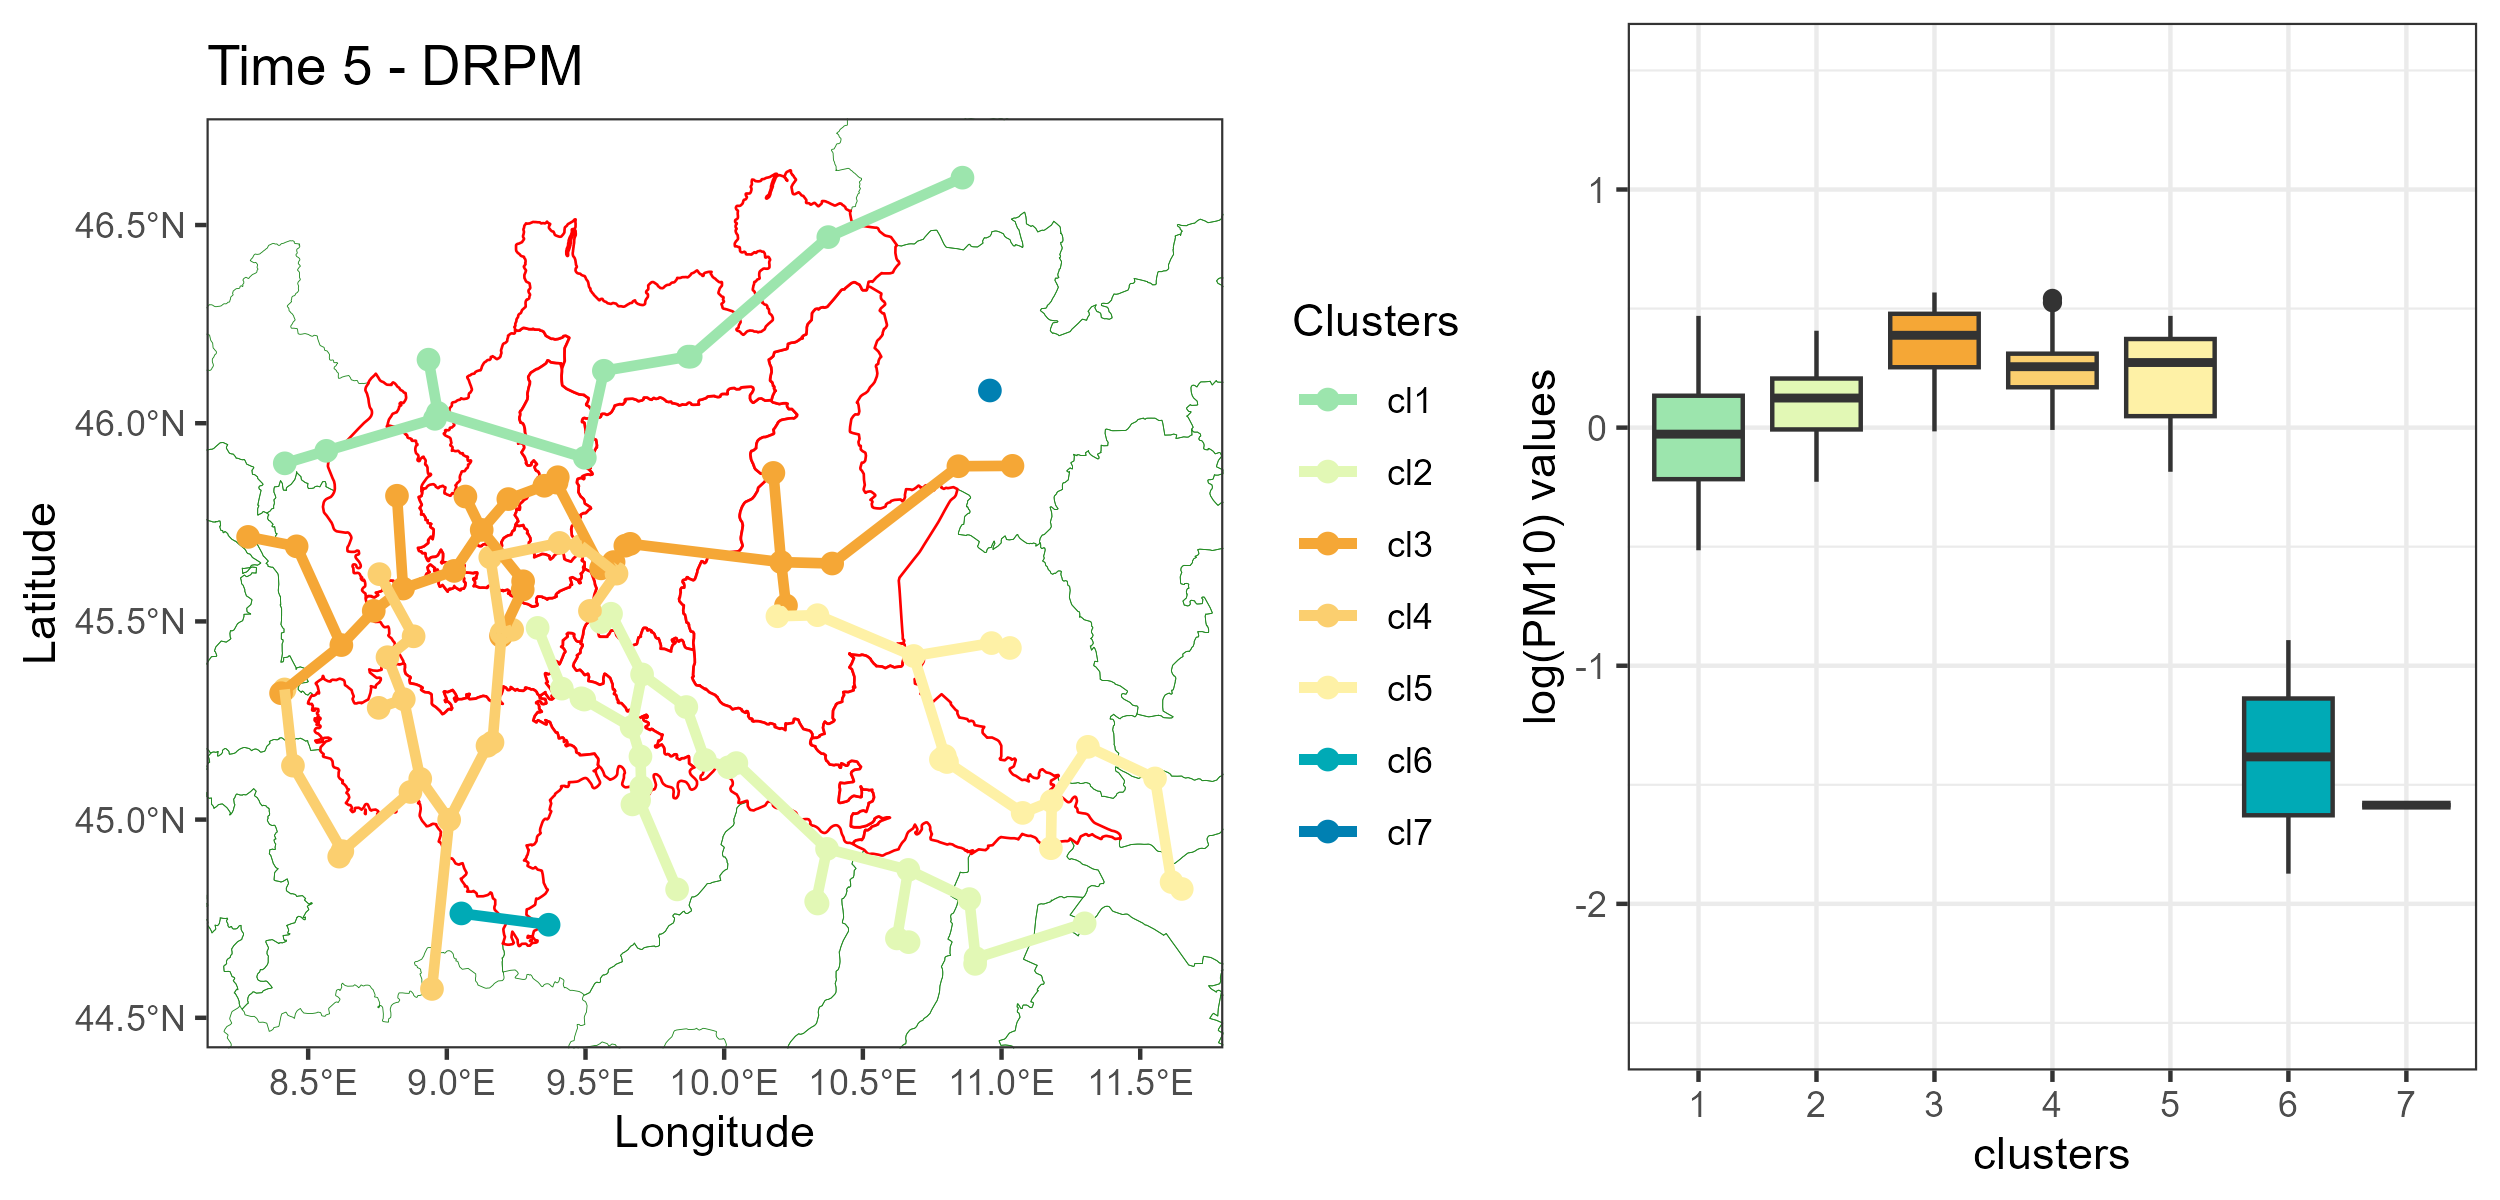 Time 5 - DRPM
Latitude
46.5°N
46.0°N
45.5°N
45.0°N
44.5°N
8.5°E 9.0°E 9.5°E 10.0°E 10.5°E 11.0°E 11.5°E
Longitude
Clusters
cl1
cl2
cl3
cl4
cl5
cl6
cl7
log(PM10) values
1
0
-1
-2
1 2 3 4 5 6 7
clusters